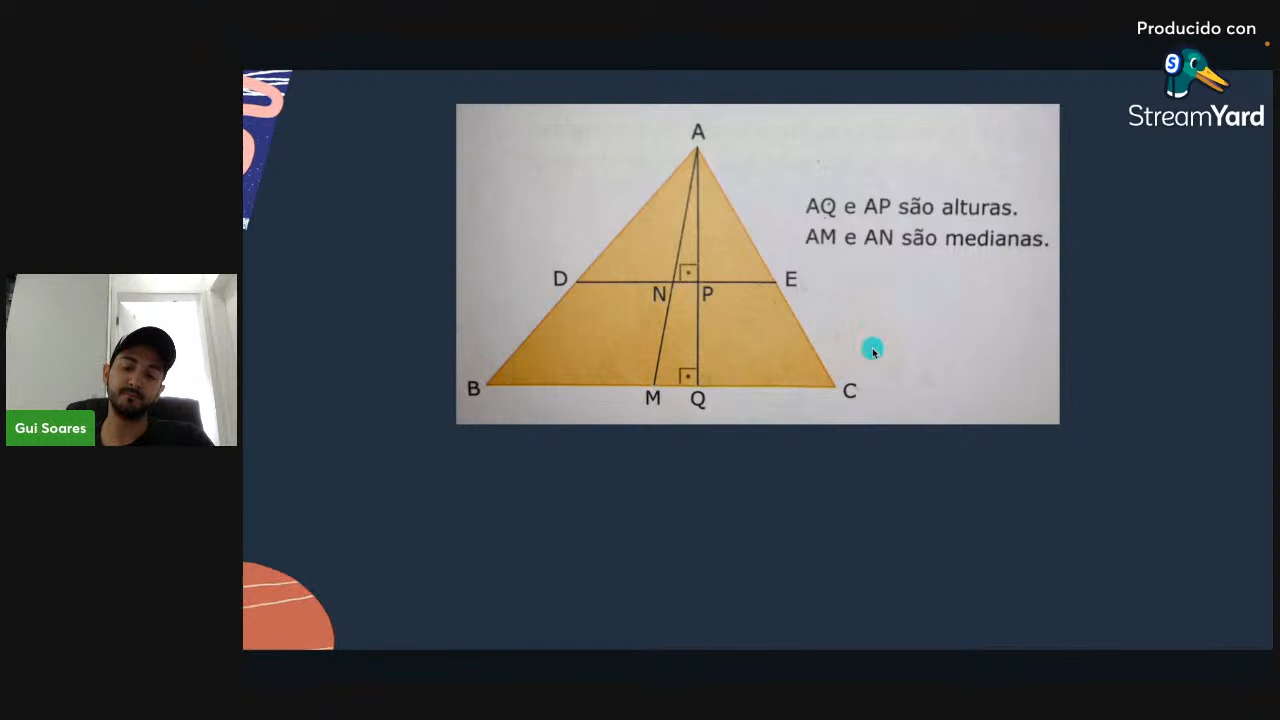 Producido con
StreamYard
A
AQ e AP são alturas.
AM e AN são medianas.
D
E
N
P
B
M
Q
C
Gui Soares